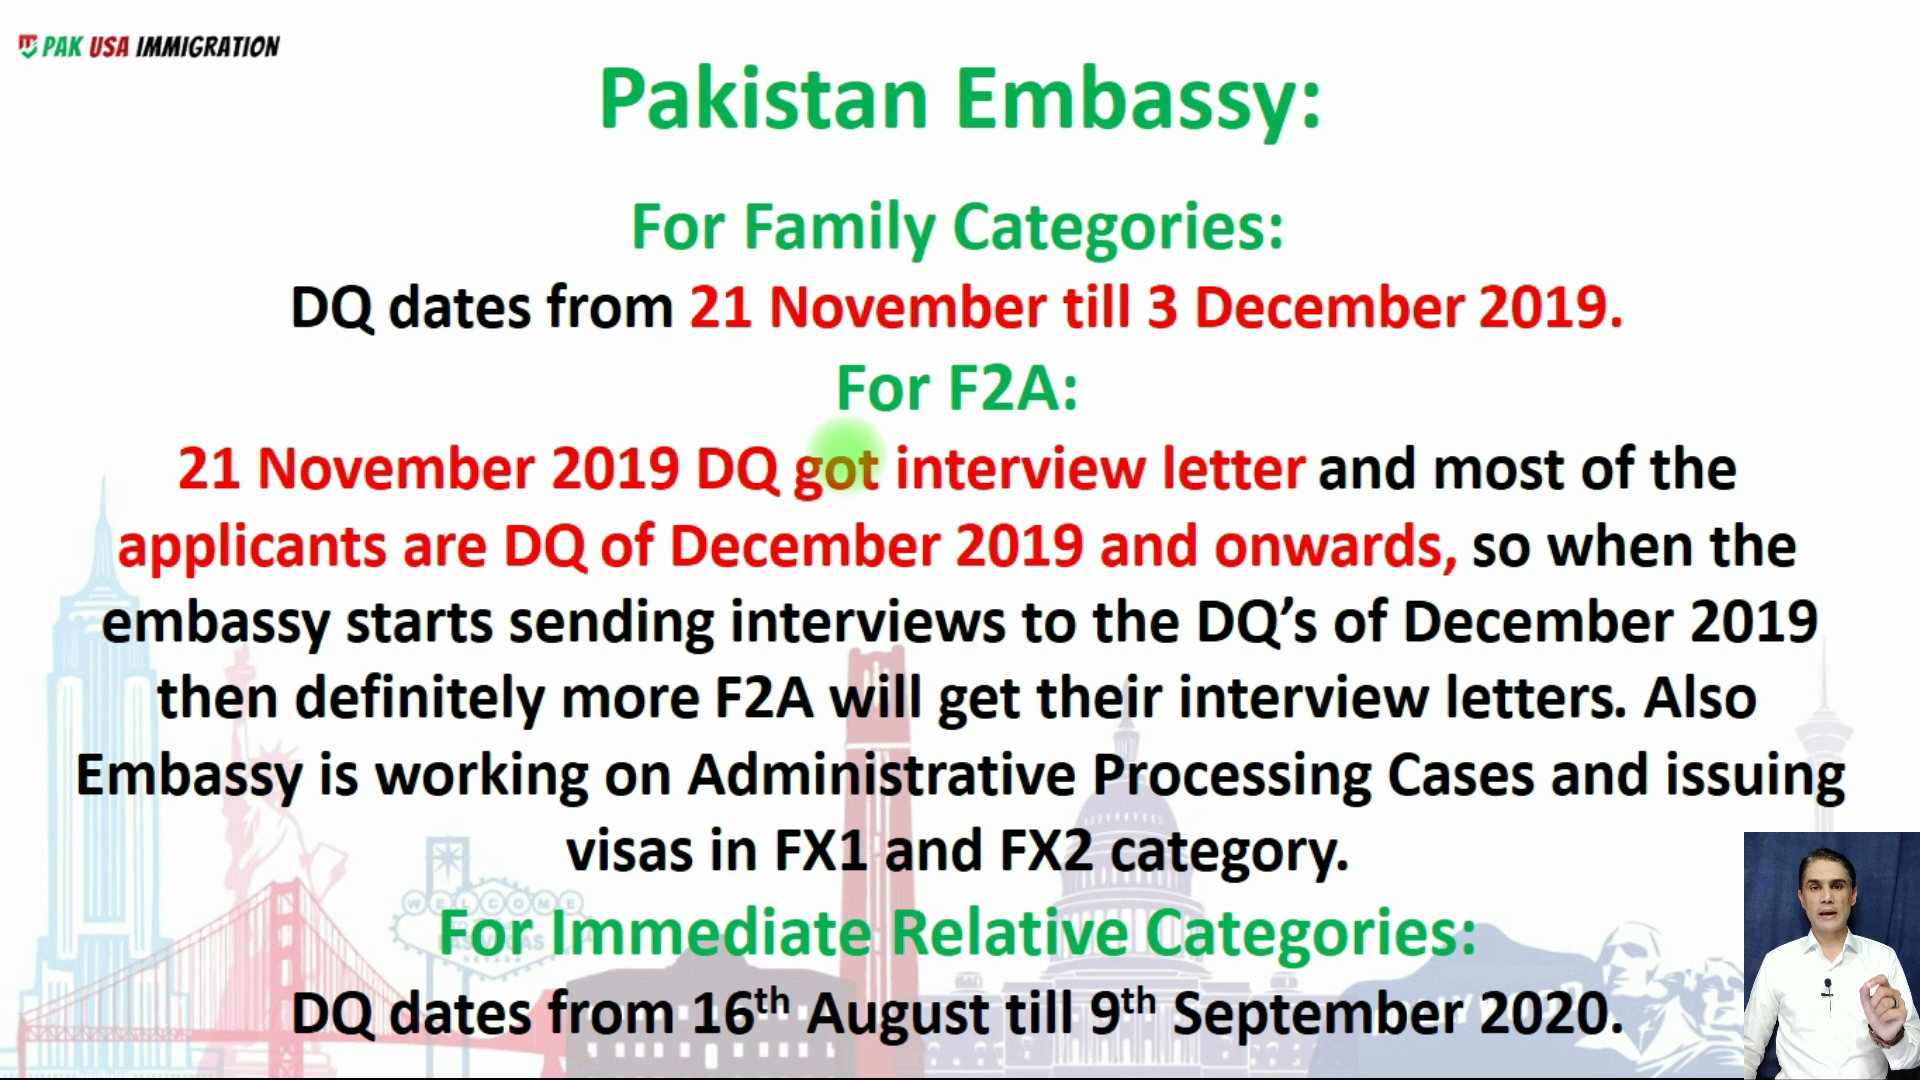 PAK USA IMMIGRATION
Pakistan Embassy:
For Family Categories:
DQ dates from 21 November till 3 December 2019.
For F2A:
21 November 2019 DQ got interview letter and most of the
applicants are DQ of December 2019 and onwards, so when the
embassy starts sending interviews to the DQ’s of December 2019
then definitely more F2A will get their interview letters. Also
Embassy is working on Administrative Processing Cases and issuing
visas in FX1 and FX2 category.
WELCOME
For Immediate Relative Categories:
LAS VEGAS
NEVADA
DQ dates from 16th August till 9th September 2020.